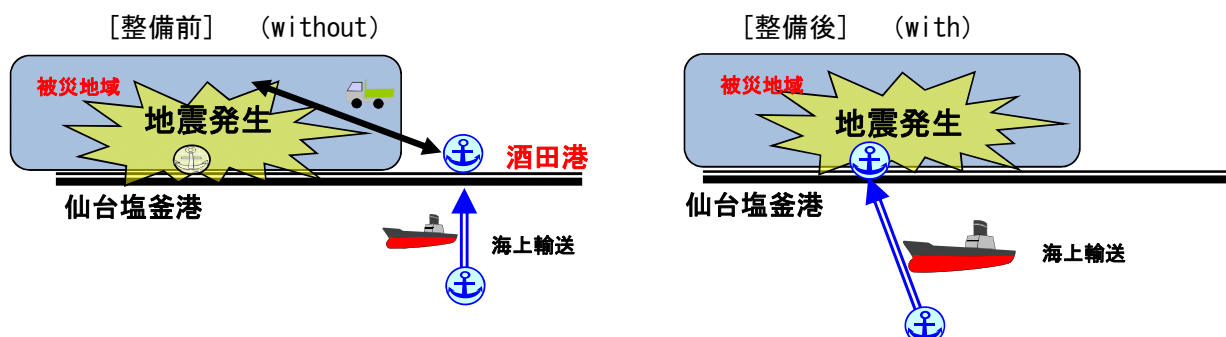 [整備前] (without)
被災地域
地震発生
酒田港
仙台塩釜港
海上輸送
[整備後] (with)
被災地域
地震発生
仙台塩釜港
海上輸送